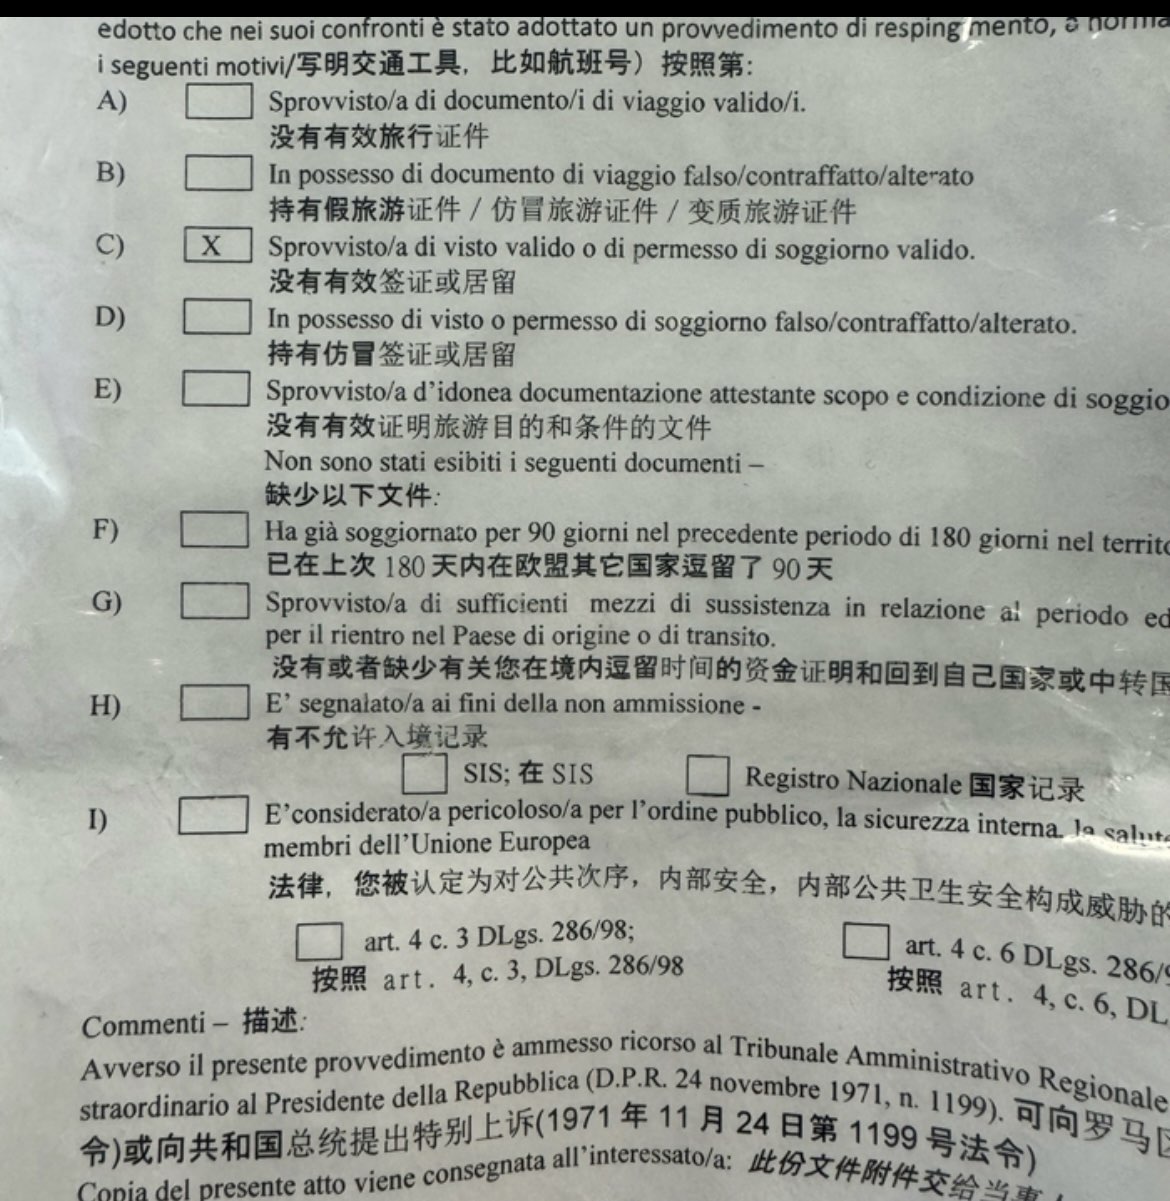 edotto che nei suoi confronti è stato adottato un provvedimento di respingimento, a norma
i seguenti motivi/写明交通工具，比如航班号）按照第:
A) Sprovvisto/a di documento/i di viaggio valido/i.
没有有效旅行证件
B) In possesso di documento di viaggio falso/contraffatto/alterato
持有假旅游证件 / 仿冒旅游证件 / 变质旅游证件
C) X Sprovvisto/a di visto valido o di permesso di soggiorno valido.
没有有效签证或居留
D) In possesso di visto o permesso di soggiorno falso/contraffatto/alterato.
持有仿冒签证或居留
E) Sprovvisto/a d'idonea documentazione attestante scopo e condizione di soggio
没有有效证明旅游目的和条件的文件
Non sono stati esibiti i seguenti documenti –
缺少以下文件:
F) Ha già soggiornato per 90 giorni nel precedente periodo di 180 giorni nel territo
已在上次 180 天内在欧盟其它国家逗留了 90 天
G) Sprovvisto/a di sufficienti mezzi di sussistenza in relazione al periodo ed
per il rientro nel Paese di origine o di transito.
没有或者缺少有关您在境内逗留时间的资金证明和回到自己国家或中转国
H) E' segnalato/a ai fini della non ammissione -
有不允许入境记录
SIS; 在 SIS Registro Nazionale 国家记录
I) E'considerato/a pericoloso/a per l'ordine pubblico, la sicurezza interna, la salute
membri dell'Unione Europea
法律，您被认定为对公共次序，内部安全，内部公共卫生安全构成威胁的
art. 4 c. 3 DLgs. 286/98; art. 4 c. 6 DLgs. 286/9
按照 art. 4, c. 3, DLgs. 286/98 按照 art. 4, c. 6, DL
Commenti – 描述:
Avverso il presente provvedimento è ammesso ricorso al Tribunale Amministrativo Regionale
straordinario al Presidente della Repubblica (D.P.R. 24 novembre 1971, n. 1199). 可向罗马区
令)或向共和国总统提出特别上诉(1971 年 11 月 24 日第 1199 号法令)
Copia del presente atto viene consegnata all'interessato/a: 此份文件附件交给当事